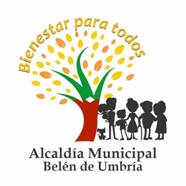 Bienestar para todos
Alcaldía Municipal
Belén de Umbría